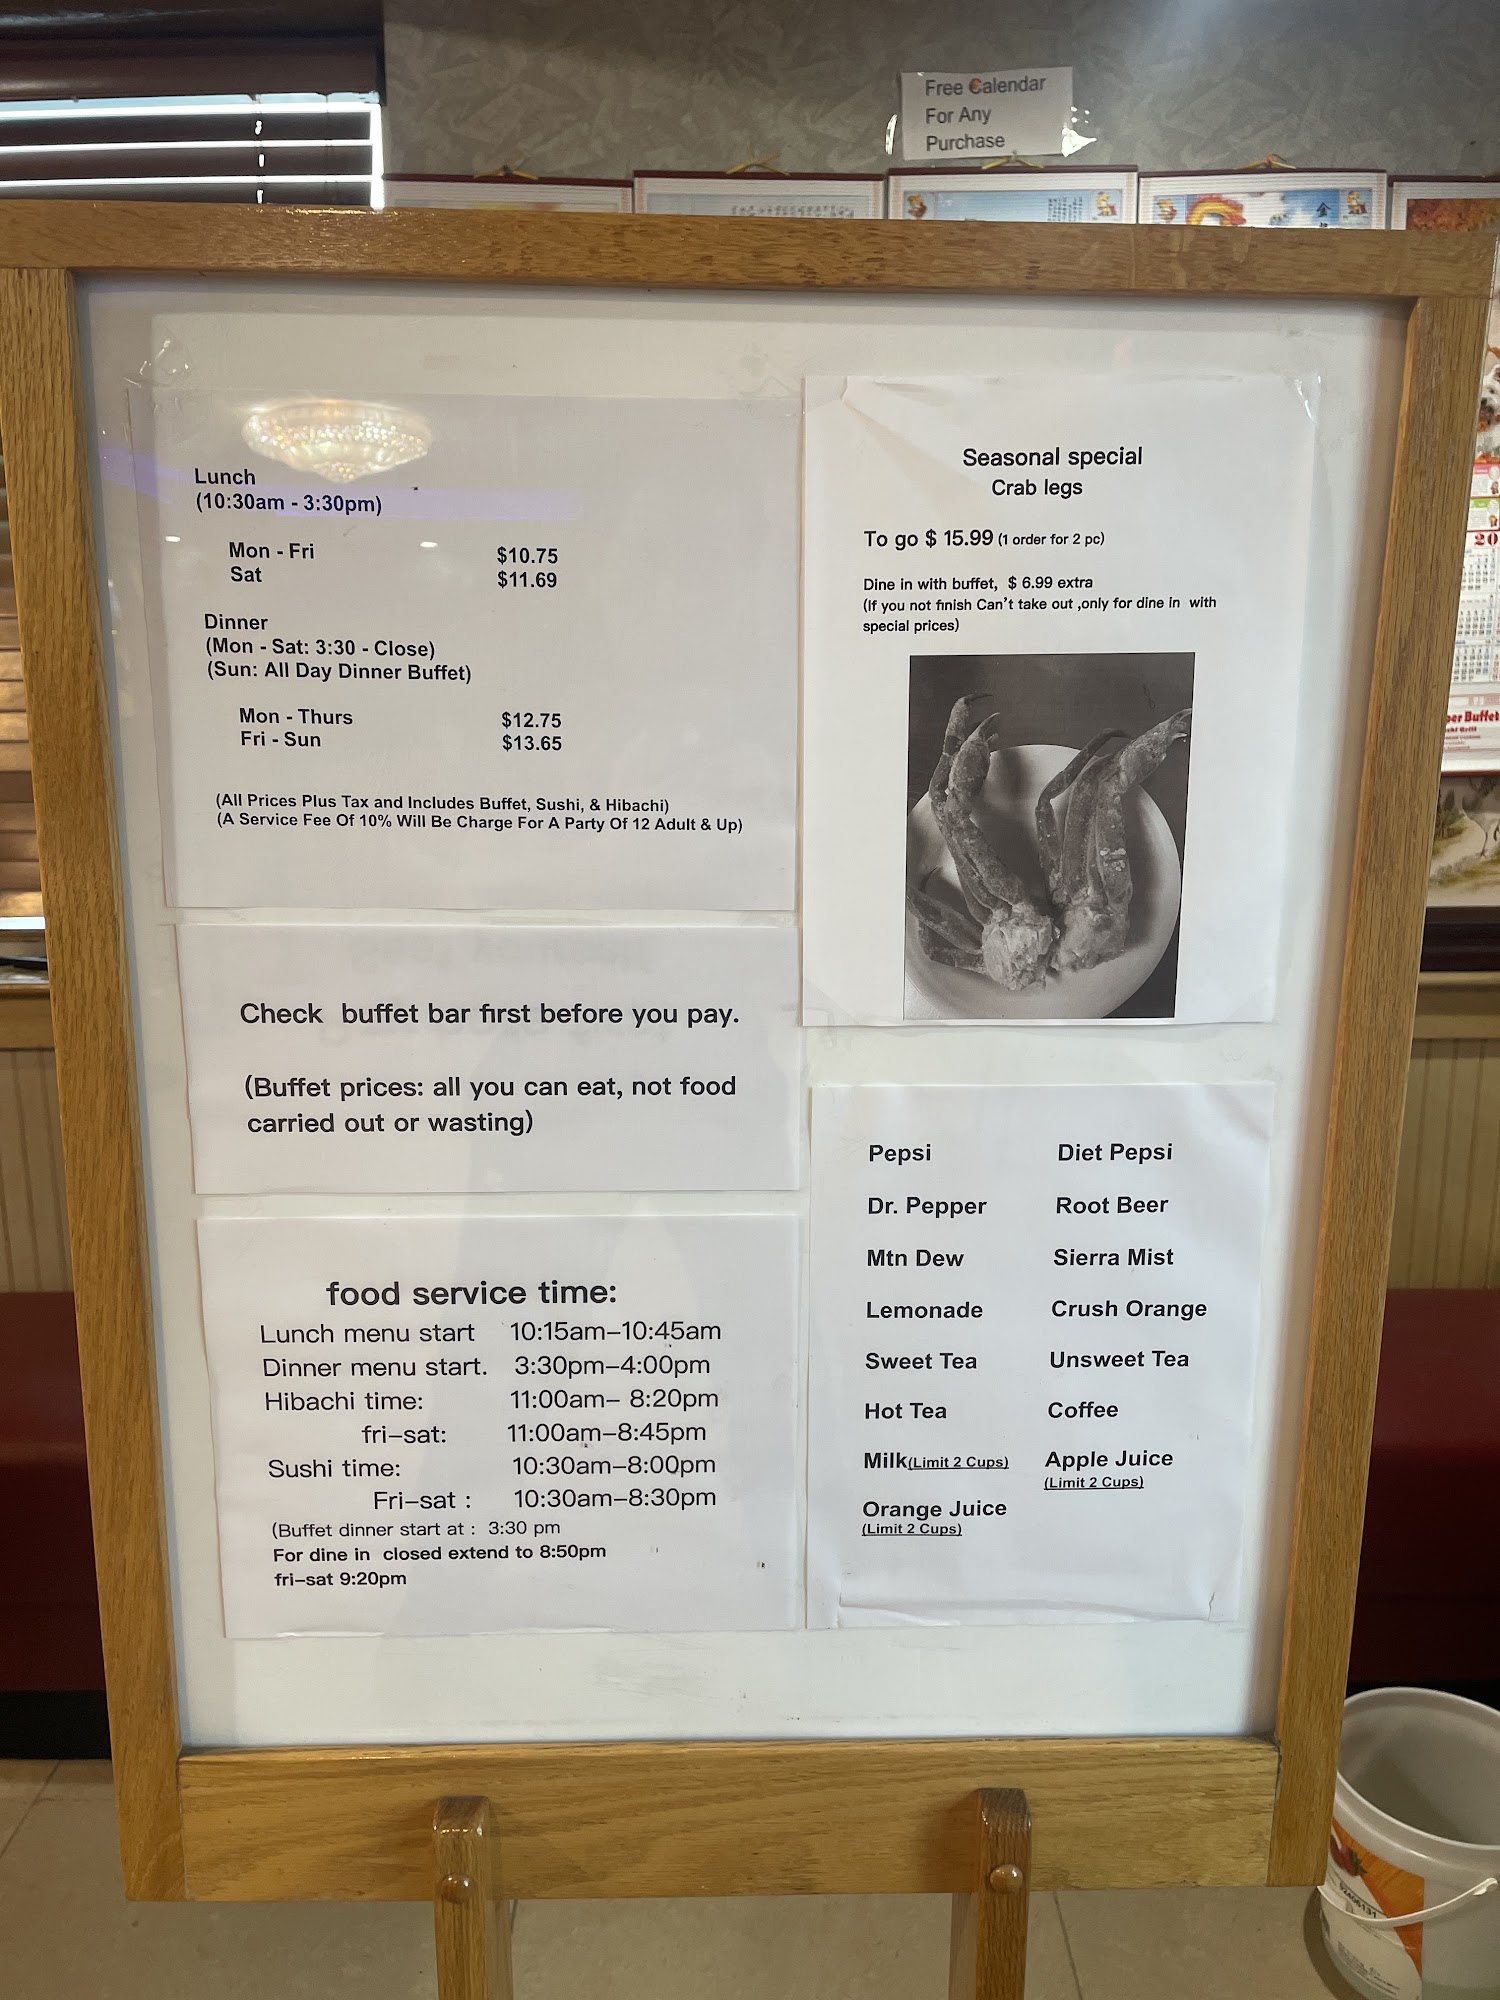 Free Calendar
For Any
Purchase
金
Lunch
(10:30am - 3:30pm)
Mon - Fri $10.75
Sat $11.69
Dinner
(Mon - Sat: 3:30 - Close)
(Sun: All Day Dinner Buffet)
Mon - Thurs $12.75
Fri - Sun $13.65
(All Prices Plus Tax and Includes Buffet, Sushi, & Hibachi)
(A Service Fee Of 10% Will Be Charge For A Party Of 12 Adult & Up)
Check buffet bar first before you pay.
(Buffet prices: all you can eat, not food
carried out or wasting)
food service time:
Lunch menu start 10:15am–10:45am
Dinner menu start. 3:30pm–4:00pm
Hibachi time: 11:00am– 8:20pm
fri–sat: 11:00am–8:45pm
Sushi time: 10:30am–8:00pm
Fri–sat : 10:30am–8:30pm
(Buffet dinner start at : 3:30 pm
For dine in closed extend to 8:50pm
fri–sat 9:20pm
Seasonal special
Crab legs
To go $ 15.99 (1 order for 2 pc)
Dine in with buffet, $ 6.99 extra
(If you not finish Can't take out ,only for dine in with
special prices)
Pepsi Diet Pepsi
Dr. Pepper Root Beer
Mtn Dew Sierra Mist
Lemonade Crush Orange
Sweet Tea Unsweet Tea
Hot Tea Coffee
Milk(Limit 2 Cups) Apple Juice
(Limit 2 Cups)
Orange Juice
(Limit 2 Cups)
20
Buffet